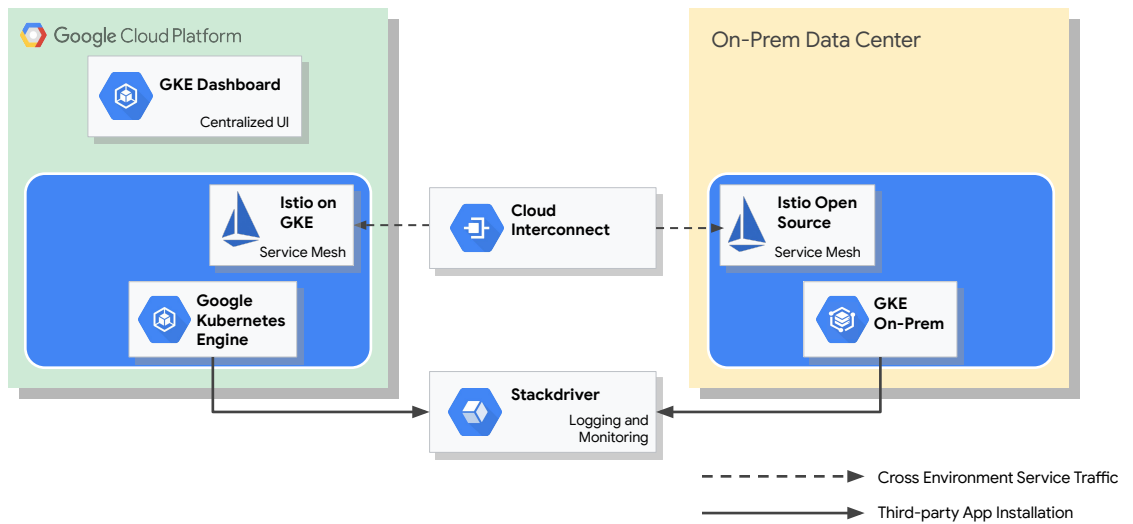 Google Cloud Platform
GKE Dashboard
Centralized UI
Istio on
GKE
Service Mesh
Google
Kubernetes
Engine
Cloud
Interconnect
Stackdriver
Logging and
Monitoring
On-Prem Data Center
Istio Open
Source
Service Mesh
GKE
On-Prem
Cross Environment Service Traffic
Third-party App Installation